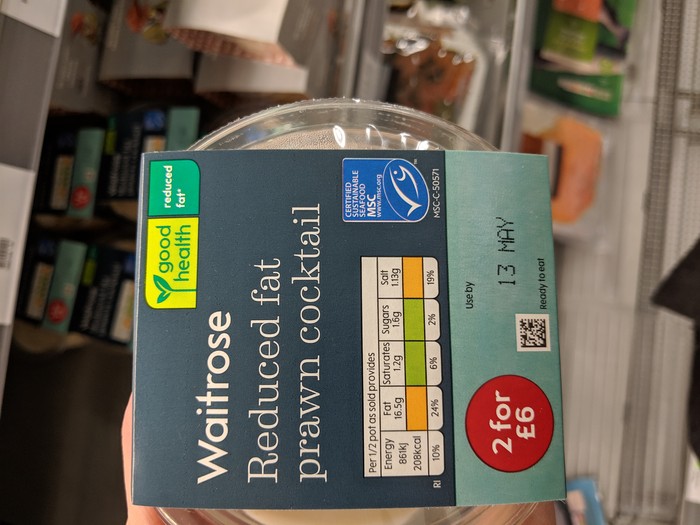 good
health
reduced
fat*
Waitrose
Reduced fat
prawn cocktail
CERTIFIED
SUSTAINABLE
SEAFOOD
MSC
www.msc.org
™
MSC-C-50571
Per 1/2 pot as sold provides
Energy Fat Saturates Sugars Salt
861kJ 16.5g 1.2g 1.6g 1.13g
208kcal
RI 10% 24% 6% 2% 19%
Use by
13 MAY
Ready to eat
2 for
£6